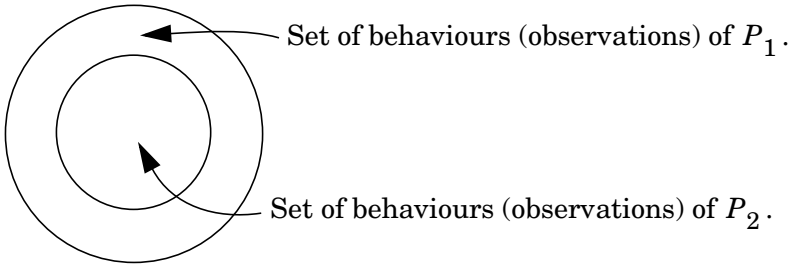 Set of behaviours (observations) of P₁.
Set of behaviours (observations) of P₂.